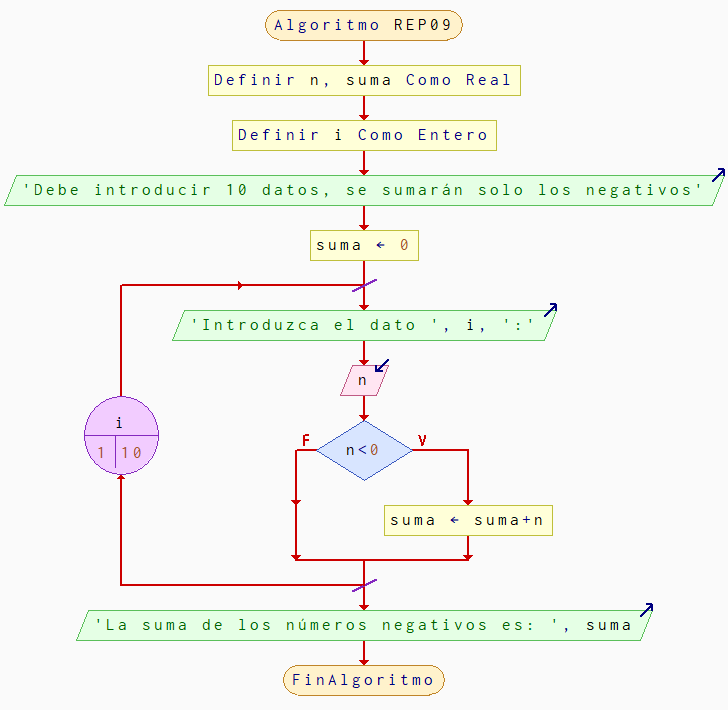 Algoritmo REP09
Definir n, suma Como Real
Definir i Como Entero
'Debe introducir 10 datos, se sumarán solo los negativos'
suma ← 0
'Introduzca el dato ', i, ':'
n
i
1 10
F
n<0
V
suma ← suma+n
'La suma de los números negativos es: ', suma
FinAlgoritmo